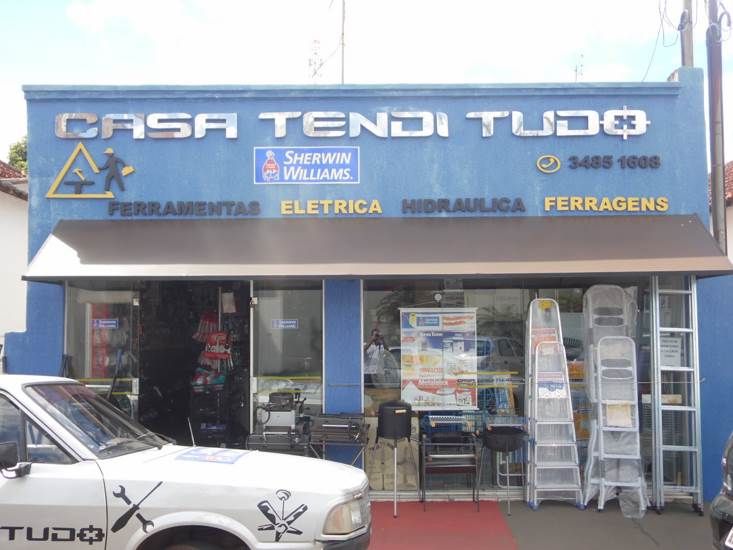 CASA TENDI TUDO
SHERWIN
WILLIAMS.
3485 1608
FERRAMENTAS ELETRICA HIDRAULICA FERRAGENS
TUDO